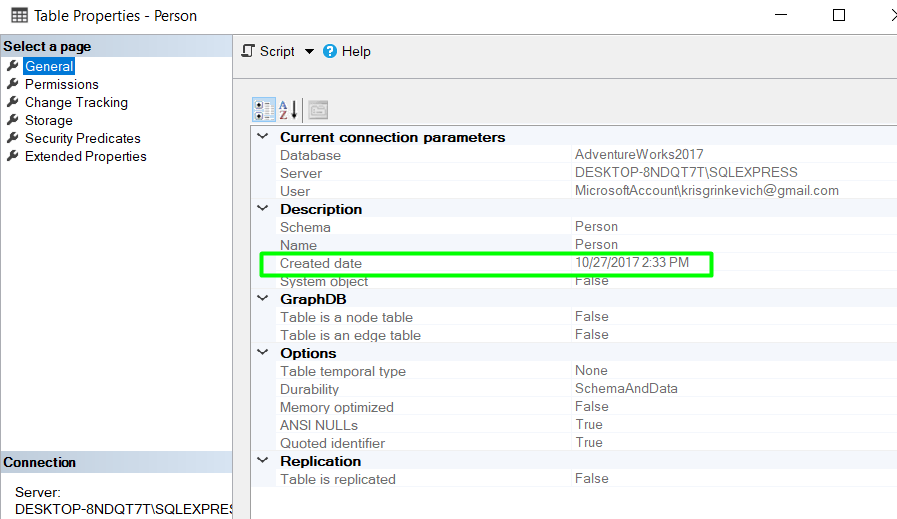 Table Properties - Person
Select a page
General
Permissions
Change Tracking
Storage
Security Predicates
Extended Properties
Connection
Server:
DESKTOP-8NDQT7T\SQLEXPRES
Script Help
Current connection parameters
Database AdventureWorks2017
Server DESKTOP-8NDQT7T\SQLEXPRESS
User MicrosoftAccount\krisgrinkevich@gmail.com
Description
Schema Person
Name Person
Created date 10/27/2017 2:33 PM
System object False
GraphDB
Table is a node table False
Table is an edge table False
Options
Table temporal type None
Durability SchemaAndData
Memory optimized False
ANSI NULLs True
Quoted identifier True
Replication
Table is replicated False